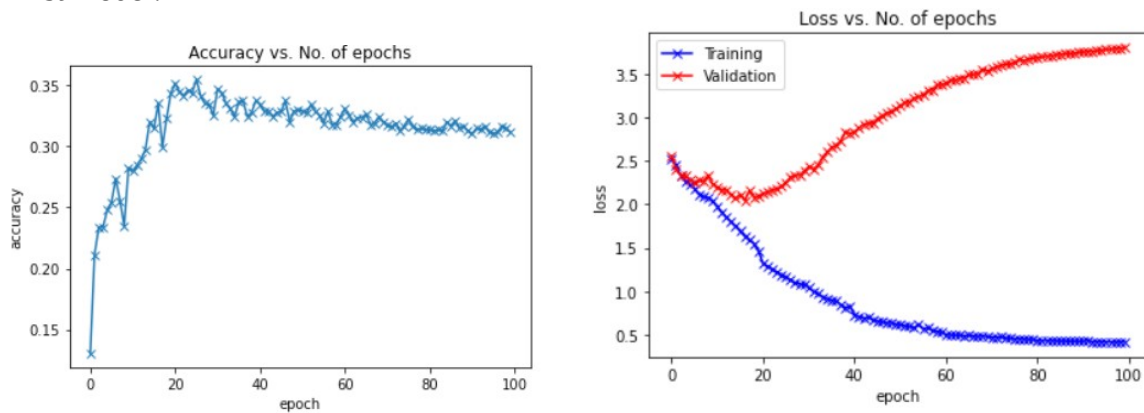 Accuracy vs. No. of epochs
0.35
0.30
0.25
0.20
0.15
accuracy
0 20 40 60 80 100
epoch
Loss vs. No. of epochs
Training
Validation
3.5
3.0
2.5
2.0
1.5
1.0
0.5
loss
0 20 40 60 80 100
epoch